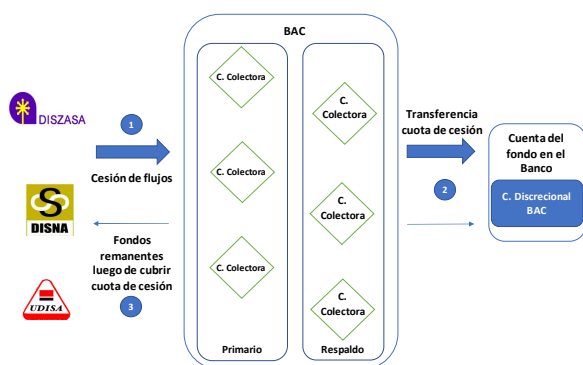 BAC
DISZASA
1
Cesión de flujos
S
DISNA
Fondos
remanentes
luego de cubrir
cuota de cesión
3
UDISA
C. Colectora
C. Colectora
C. Colectora
Primario
C.
Colectora
C.
Colectora
C.
Colectora
Respaldo
Transferencia
cuota de cesión
2
Cuenta del
fondo en el
Banco
C. Discrecional
BAC